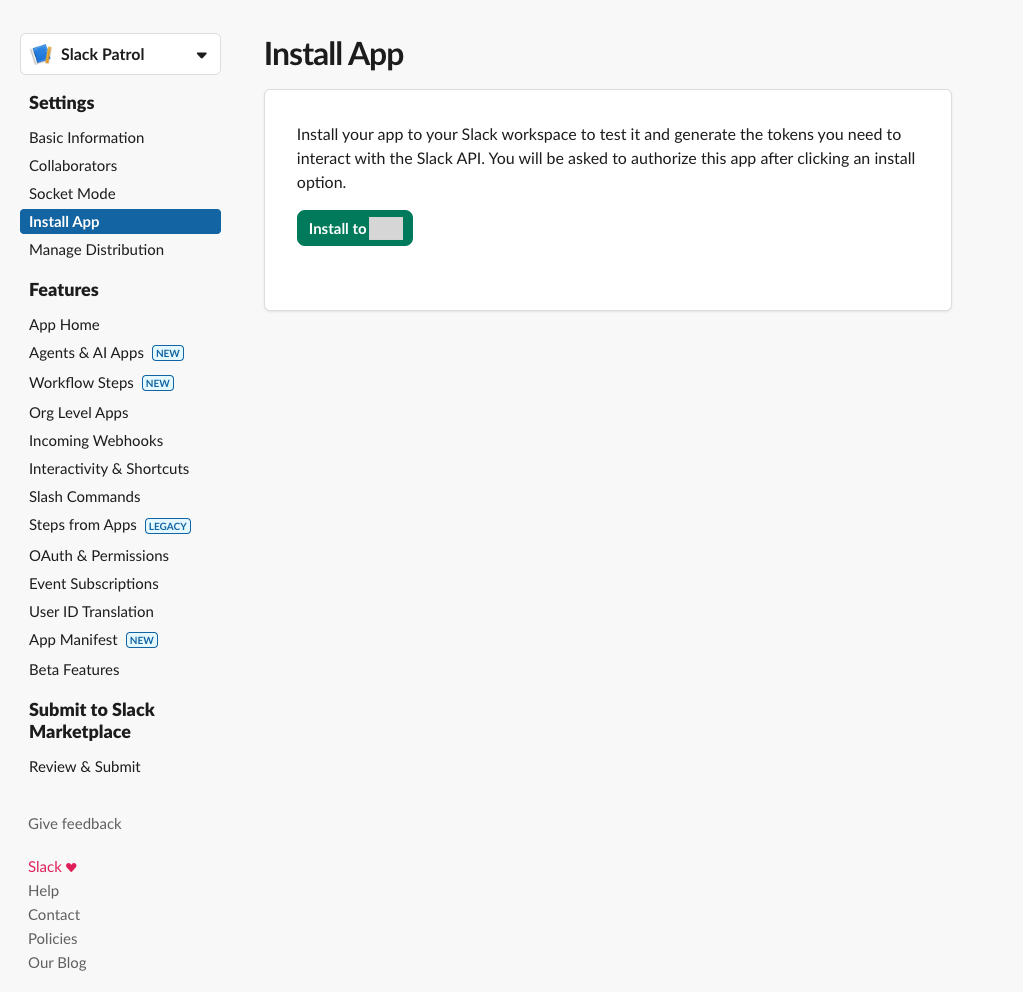 Slack Patrol
Settings
Basic Information
Collaborators
Socket Mode
Install App
Manage Distribution
Features
App Home
Agents & AI Apps NEW
Workflow Steps NEW
Org Level Apps
Incoming Webhooks
Interactivity & Shortcuts
Slash Commands
Steps from Apps LEGACY
OAuth & Permissions
Event Subscriptions
User ID Translation
App Manifest NEW
Beta Features
Submit to Slack
Marketplace
Review & Submit
Give feedback
Slack ♥
Help
Contact
Policies
Our Blog
Install App
Install your app to your Slack workspace to test it and generate the tokens you need to
interact with the Slack API. You will be asked to authorize this app after clicking an install
option.
Install to